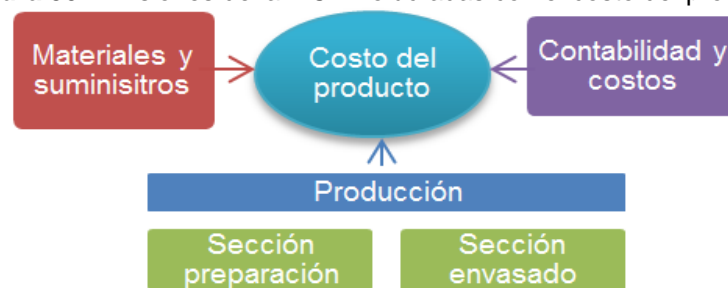 Materiales y
suminisitros
Costo del
producto
Contabilidad y
costos
Producción
Sección
preparación
Sección
envasado